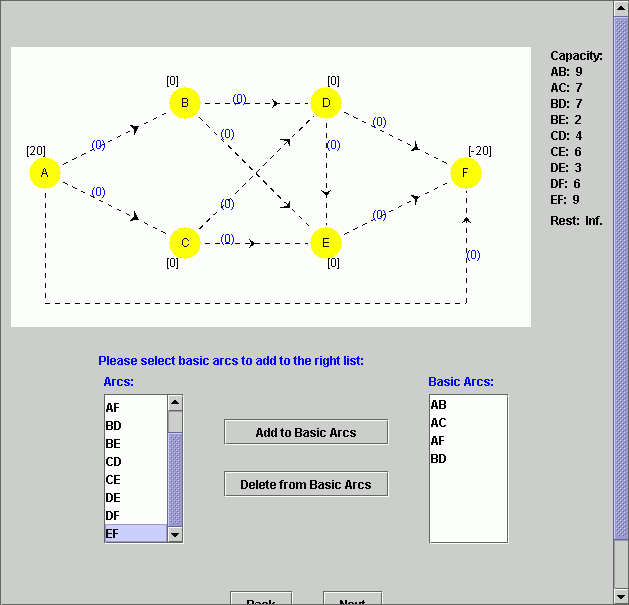 Capacity:
AB: 9
AC: 7
BD: 7
BE: 2
CD: 4
CE: 6
DE: 3
DF: 6
EF: 9
Rest: Inf.
[0]
[0]
B
(0)
D
(0)
(0)
(0)
(0)
[20]
[-20]
A
F
(0)
(0)
(0)
C
(0)
E
[0]
[0]
(0)
Please select basic arcs to add to the right list:
Arcs:
AF
BD
BE
CD
CE
DE
DF
EF
Add to Basic Arcs
Delete from Basic Arcs
Basic Arcs:
AB
AC
AF
BD
Back
Next